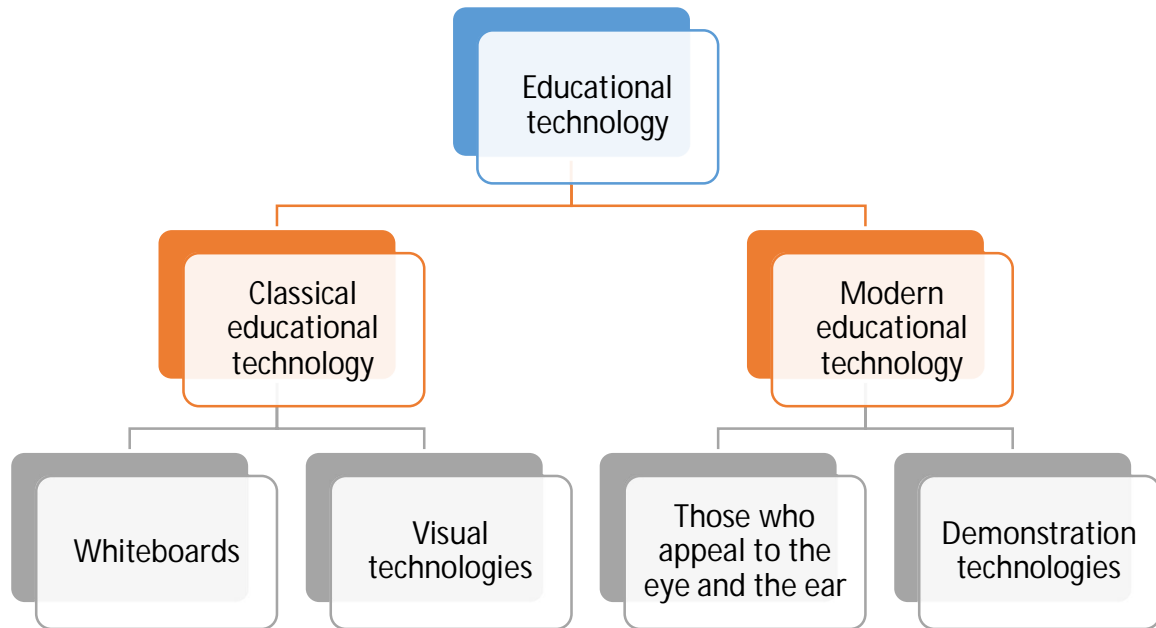 Educational
technology
Classical
educational
technology
Modern
educational
technology
Whiteboards
Visual
technologies
Those who
appeal to the
eye and the ear
Demonstration
technologies